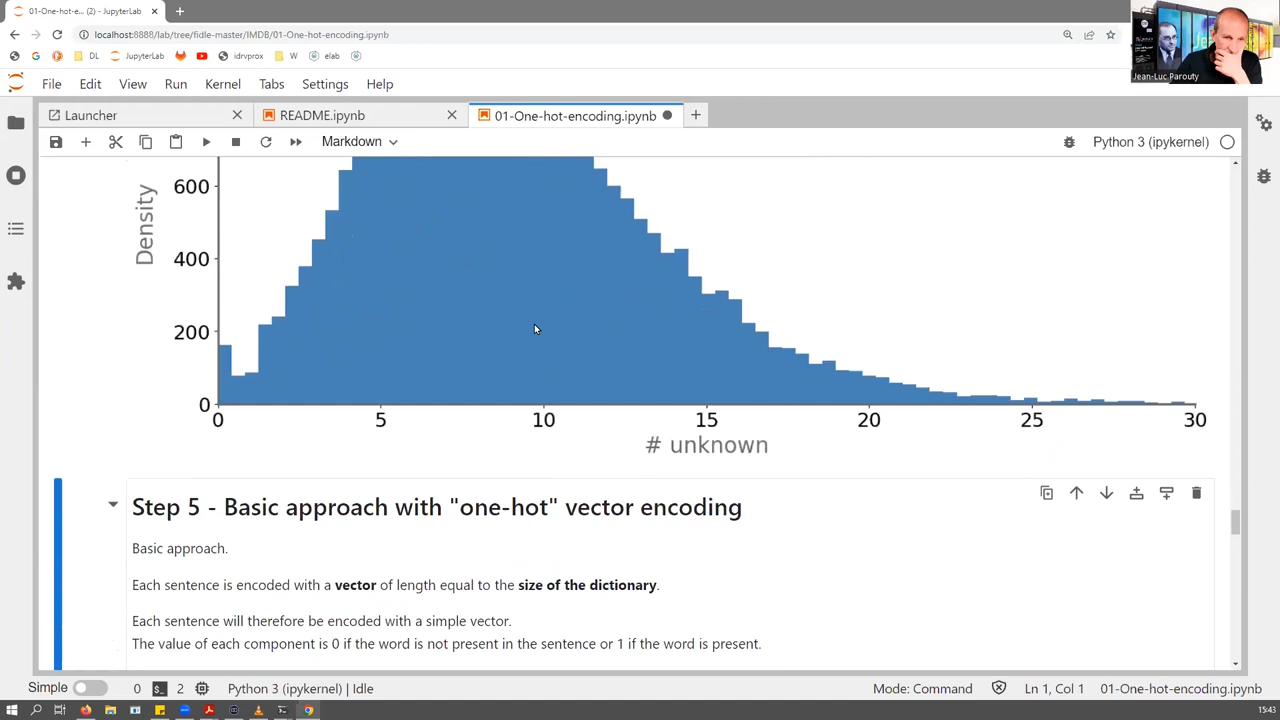 01-One-hot-e... (2) - JupyterLab
localhost:8888/lab/tree/fidle-master/IMDB/01-One-hot-encoding.ipynb
DL JupyterLab idrvprox W elab
Jean-Luc Parouty
File Edit View Run Kernel Tabs Settings Help
Launcher README.ipynb 01-One-hot-encoding.ipynb
Markdown Python 3 (ipykernel)
Density
600
400
200
0
0 5 10 15 20 25 30
# unknown
Step 5 - Basic approach with "one-hot" vector encoding
Basic approach.
Each sentence is encoded with a vector of length equal to the size of the dictionary.
Each sentence will therefore be encoded with a simple vector.
The value of each component is 0 if the word is not present in the sentence or 1 if the word is present.
Simple 0 2 Python 3 (ipykernel) | Idle Mode: Command Ln 1, Col 1 01-One-hot-encoding.ipynb
15:43